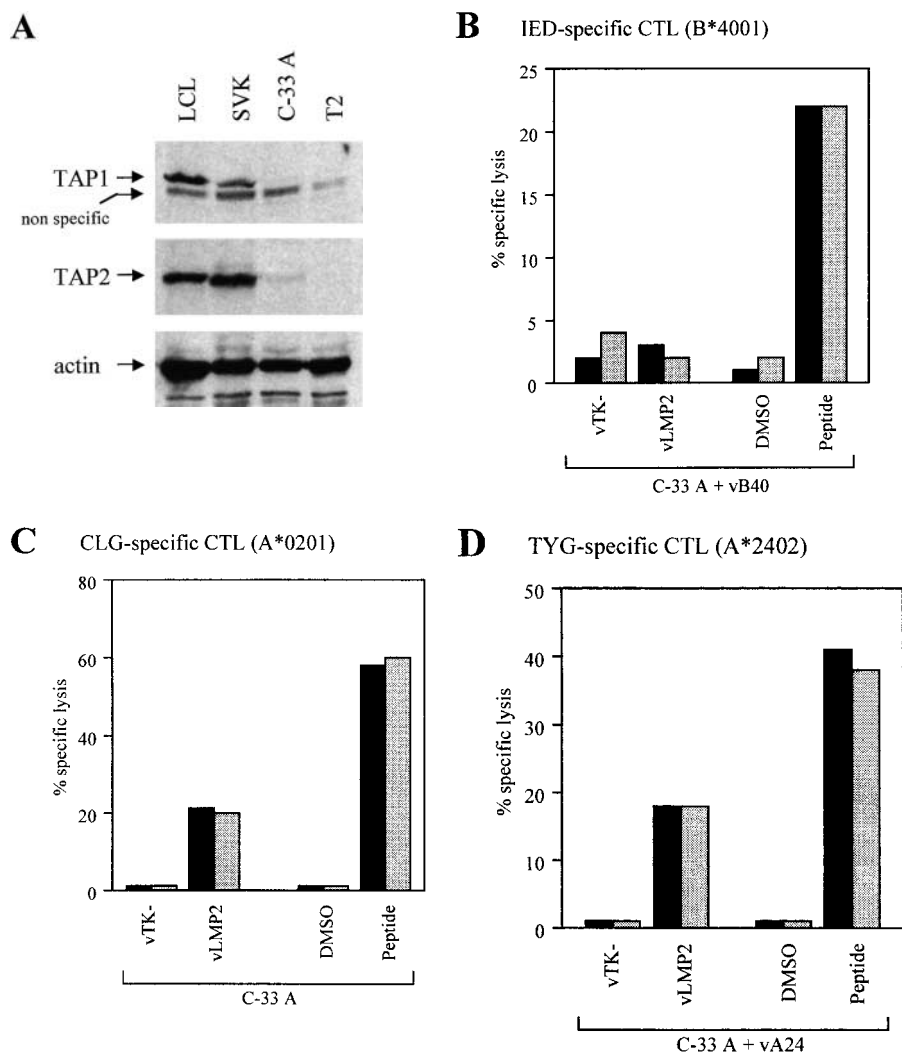 A
LCL
SVK
C-33 A
T2
TAP1
non specific
TAP2
actin
B
IED-specific CTL (B*4001)
% specific lysis
25
20
15
10
5
0
vTK-
vLMP2
DMSO
Peptide
C-33 A + vB40
C
CLG-specific CTL (A*0201)
% specific lysis
80
60
40
20
0
vTK-
vLMP2
DMSO
Peptide
C-33 A
D
TYG-specific CTL (A*2402)
% specific lysis
50
40
30
20
10
0
vTK-
vLMP2
DMSO
Peptide
C-33 A + vA24